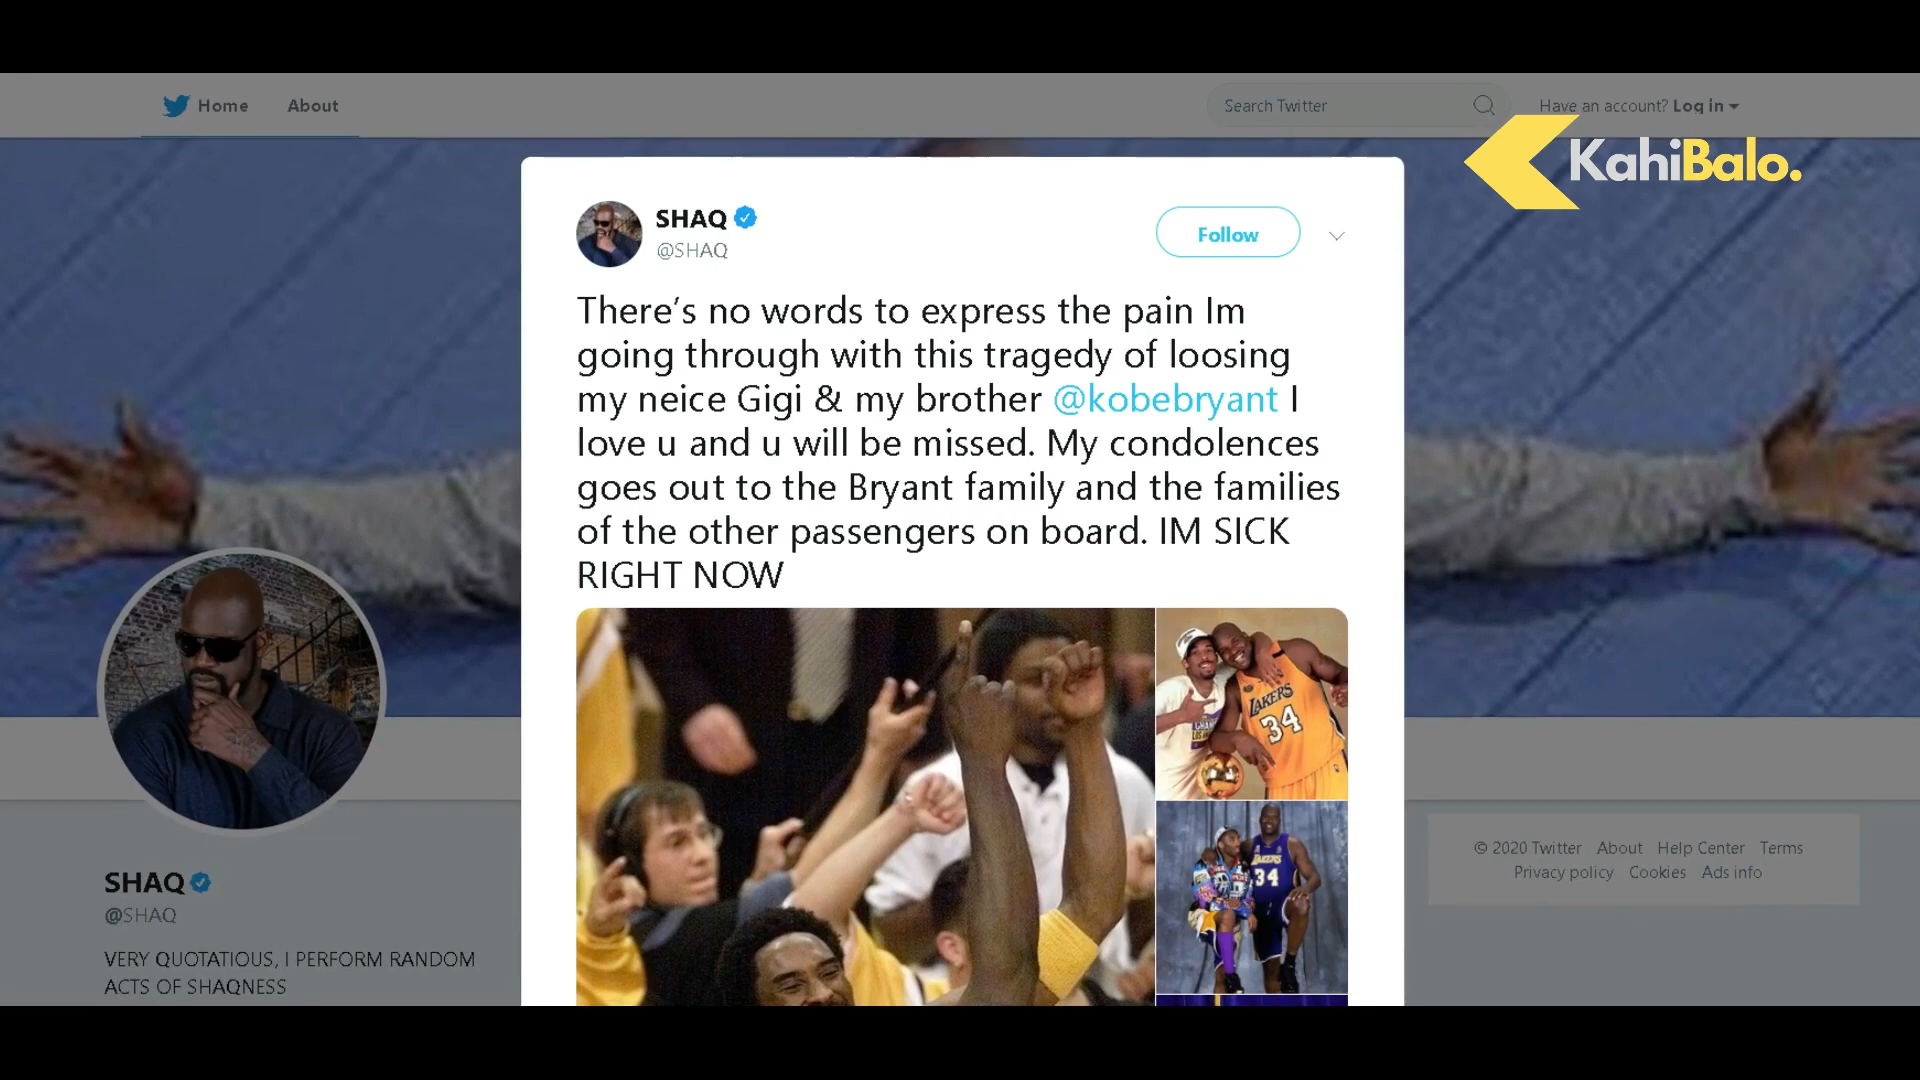 Home About
Search Twitter
Have an account? Log in
KahiBalo.
SHAQ
@SHAQ
Follow
There's no words to express the pain Im
going through with this tragedy of loosing
my neice Gigi & my brother @kobebryant I
love u and u will be missed. My condolences
goes out to the Bryant family and the families
of the other passengers on board. IM SICK
RIGHT NOW
LAKERS
34
LAKERS
34
SHAQ
@SHAQ
VERY QUOTATIOUS, I PERFORM RANDOM
ACTS OF SHAQNESS
© 2020 Twitter About Help Center Terms
Privacy policy Cookies Ads info